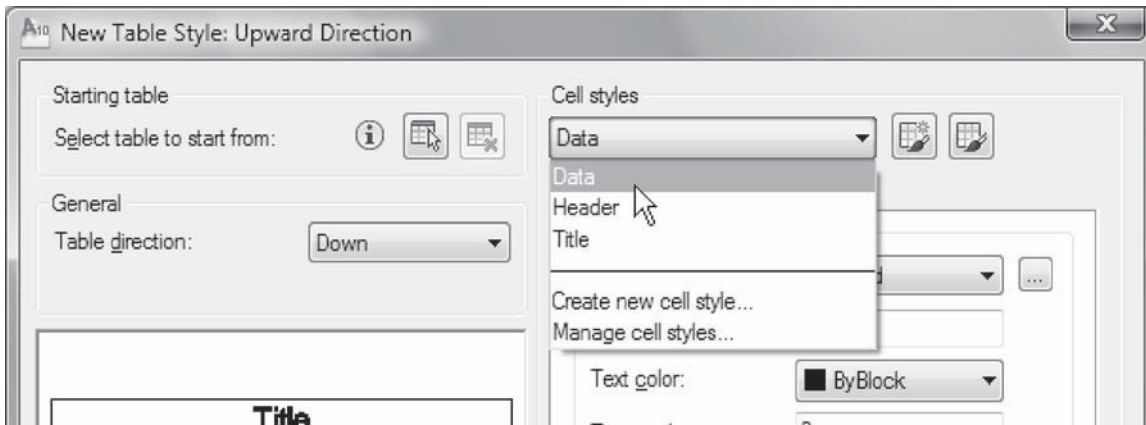 A10 New Table Style: Upward Direction
Starting table
Select table to start from:
General
Table direction: Down
Title
Cell styles
Data
Data
Header
Title
Create new cell style...
Manage cell styles...
...
Text color: ByBlock